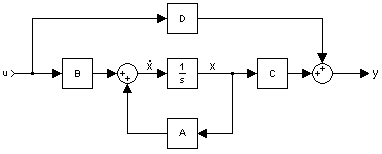 D
u B + + ẋ 1/s x C + + y
A